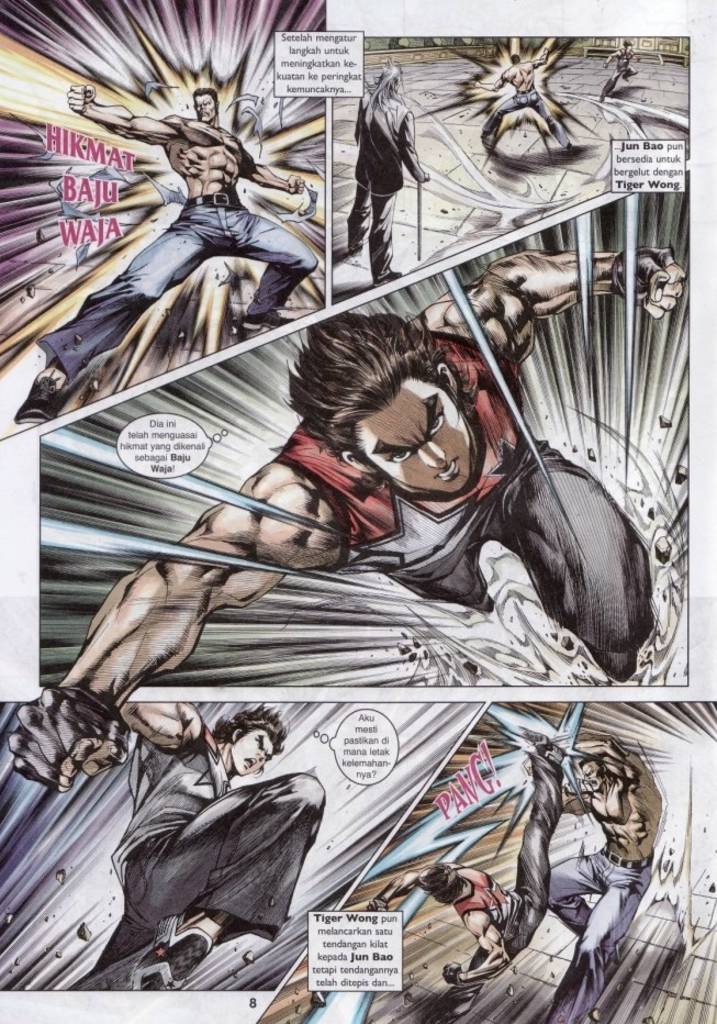 Setelah mengatur
langkah untuk
meningkatkan ke-
kuatan ke peringkat
kemuncaknya...
HIKMAT
BAJU
WAJA
...Jun Bao pun
bersedia untuk
bergelut dengan
Tiger Wong.
Dia ini
telah menguasai
hikmat yang dikenali
sebagai Baju
Waja!
Aku
mesti
pastikan di
mana letak
kelemahan-
nya?
PANG!
Tiger Wong pun
melancarkan satu
tendangan kilat
kepada Jun Bao
tetapi tendangannya
telah ditepis dan...
8